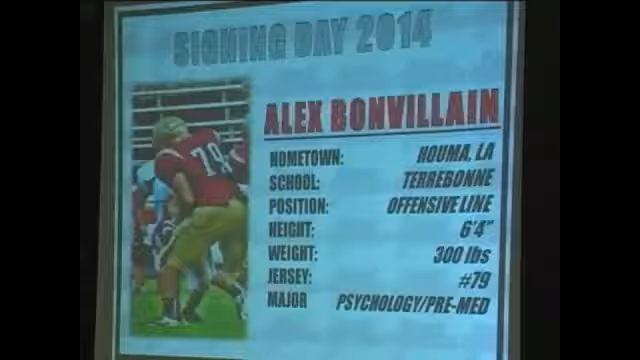 SIGNING DAY 2014
79
ALEX BONVILLAIN
HOMETOWN: HOUMA, LA
SCHOOL: TERREBONNE
POSITION: OFFENSIVE LINE
HEIGHT: 6'4"
WEIGHT: 300 lbs
JERSEY: #79
MAJOR PSYCHOLOGY/PRE-MED